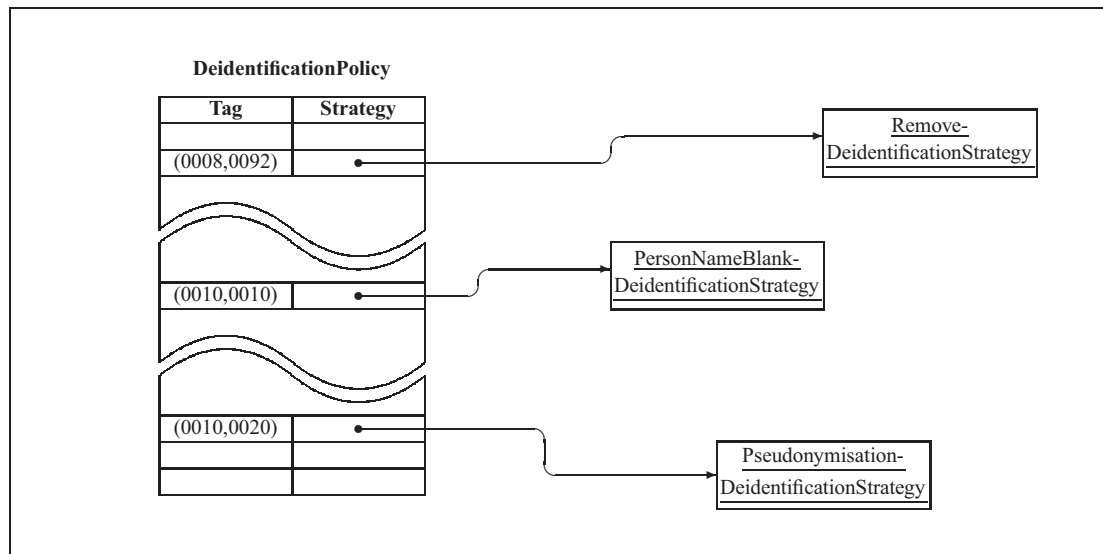 DeidentificationPolicy
Tag Strategy
(0008,0092)
Remove-
DeidentificationStrategy
PersonNameBlank-
DeidentificationStrategy
(0010,0010)
(0010,0020)
Pseudonymisation-
DeidentificationStrategy